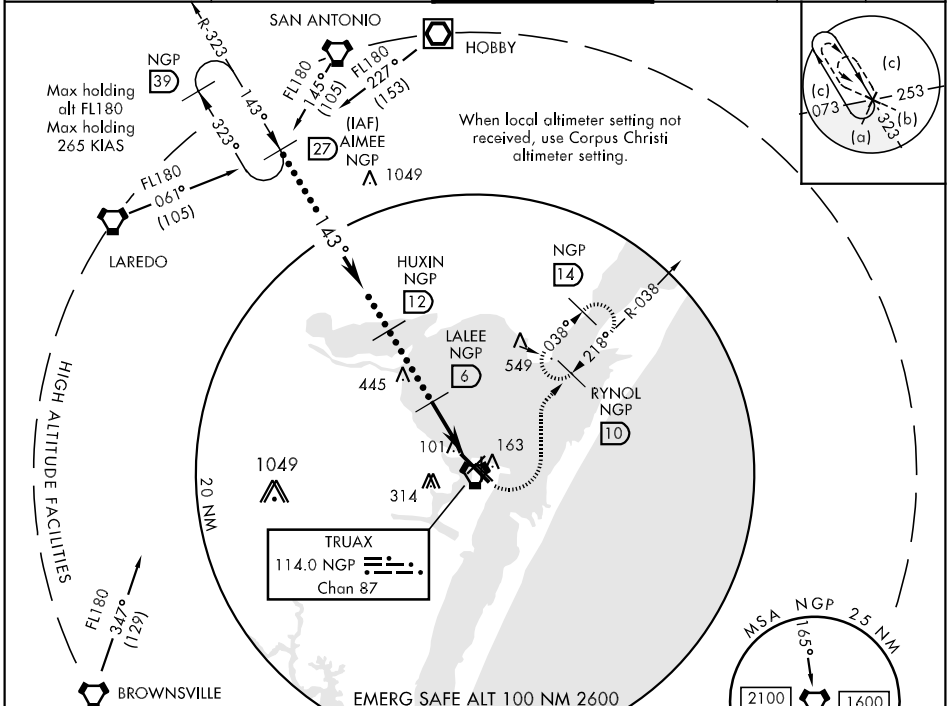 SAN ANTONIO
HOBBY
R-323
NGP
39
Max holding
alt FL180
Max holding
265 KIAS
143°
323°
FL180
145°
(105)
FL180
227°
(153)
(IAF)
27 AIMEE
NGP
1049
When local altimeter setting not
received, use Corpus Christi
altimeter setting.
(c)
(c)
073
253
(a)
(b)
323
FL180
061°
(105)
LAREDO
143°
HUXIN
NGP
12
NGP
14
R-038
038°
218°
LALEE
NGP
6
549
445
RYNOL
NGP
10
HIGH ALTITUDE FACILITIES
101
163
1049
314
20 NM
TRUAX
114.0 NGP
Chan 87
FL180
347°
(129)
BROWNSVILLE
EMERG SAFE ALT 100 NM 2600
MSA NGP 25 NM
165°
2100
1600